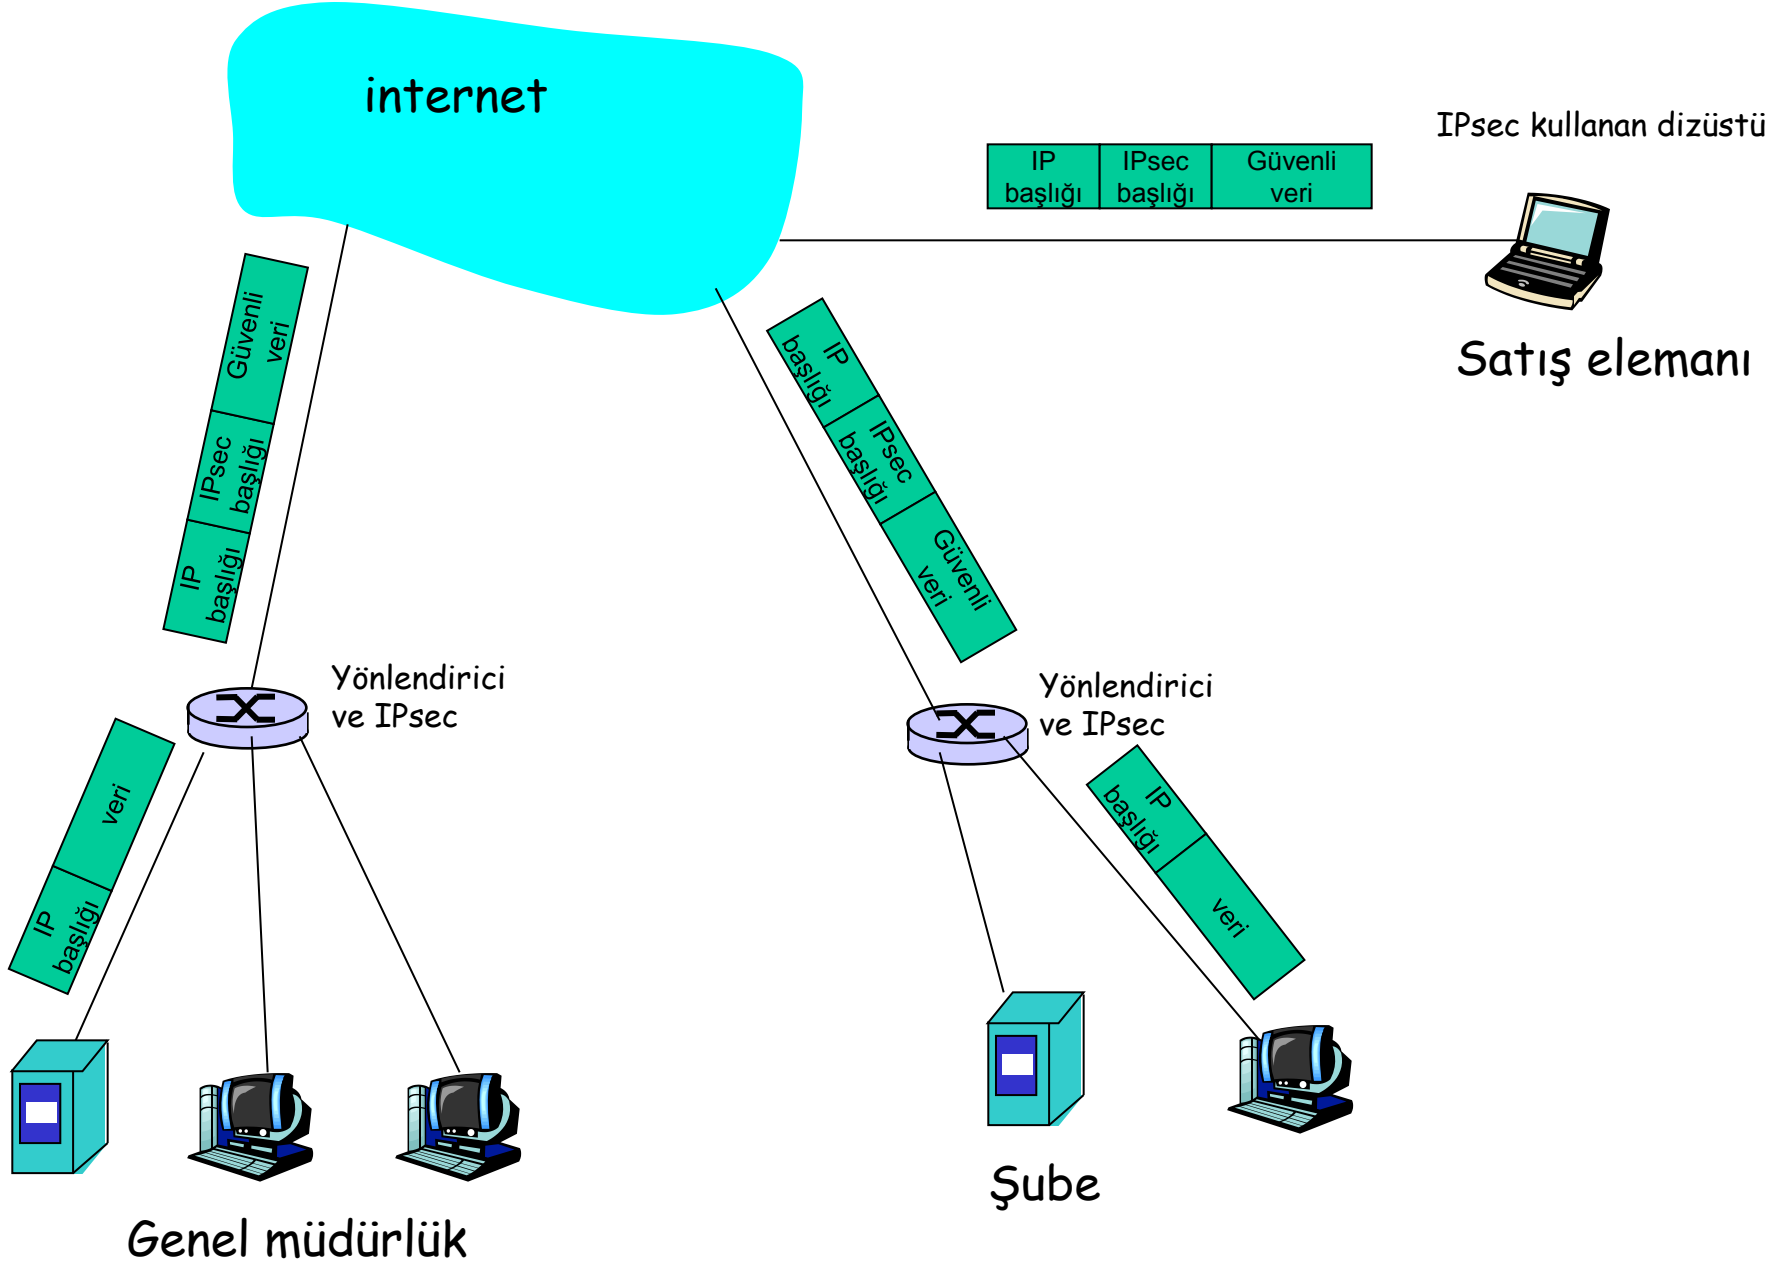 internet
IPsec kullanan dizüstü
IP
başlığı
IPsec
başlığı
Güvenli
veri
Satış elemanı
Güvenli
veri
IPsec
başlığı
IP
başlığı
IP
başlığı
IPsec
başlığı
Güvenli
veri
Yönlendirici
ve IPsec
Yönlendirici
ve IPsec
veri
IP
başlığı
IP
başlığı
veri
Şube
Genel müdürlük